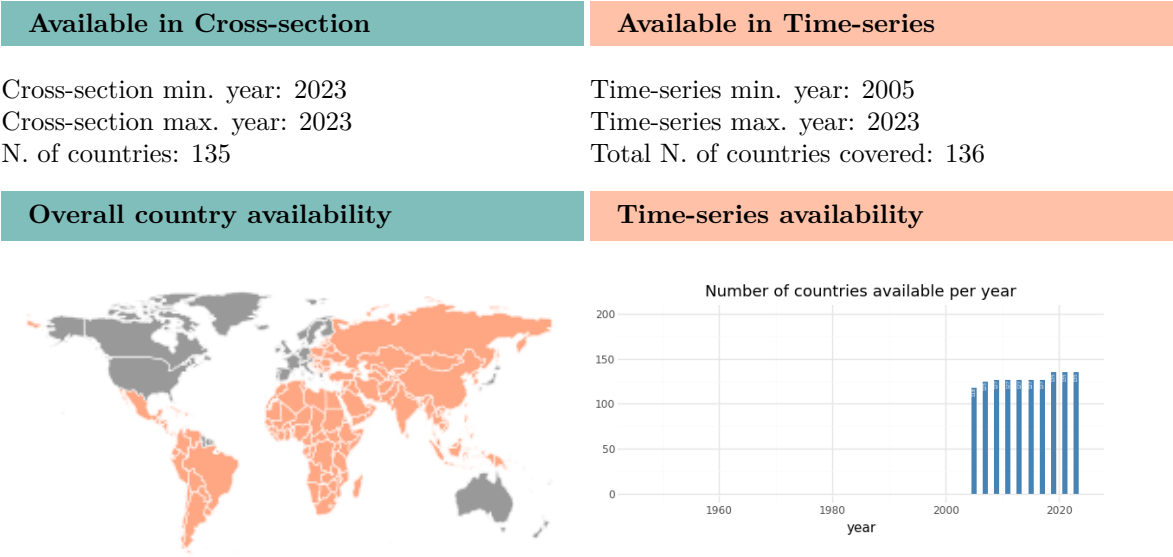 Available in Cross-section
Available in Time-series
Cross-section min. year: 2023
Cross-section max. year: 2023
N. of countries: 135
Time-series min. year: 2005
Time-series max. year: 2023
Total N. of countries covered: 136
Overall country availability
Time-series availability
Number of countries available per year
200
150
100
50
0
1960 1980 2000 2020
year